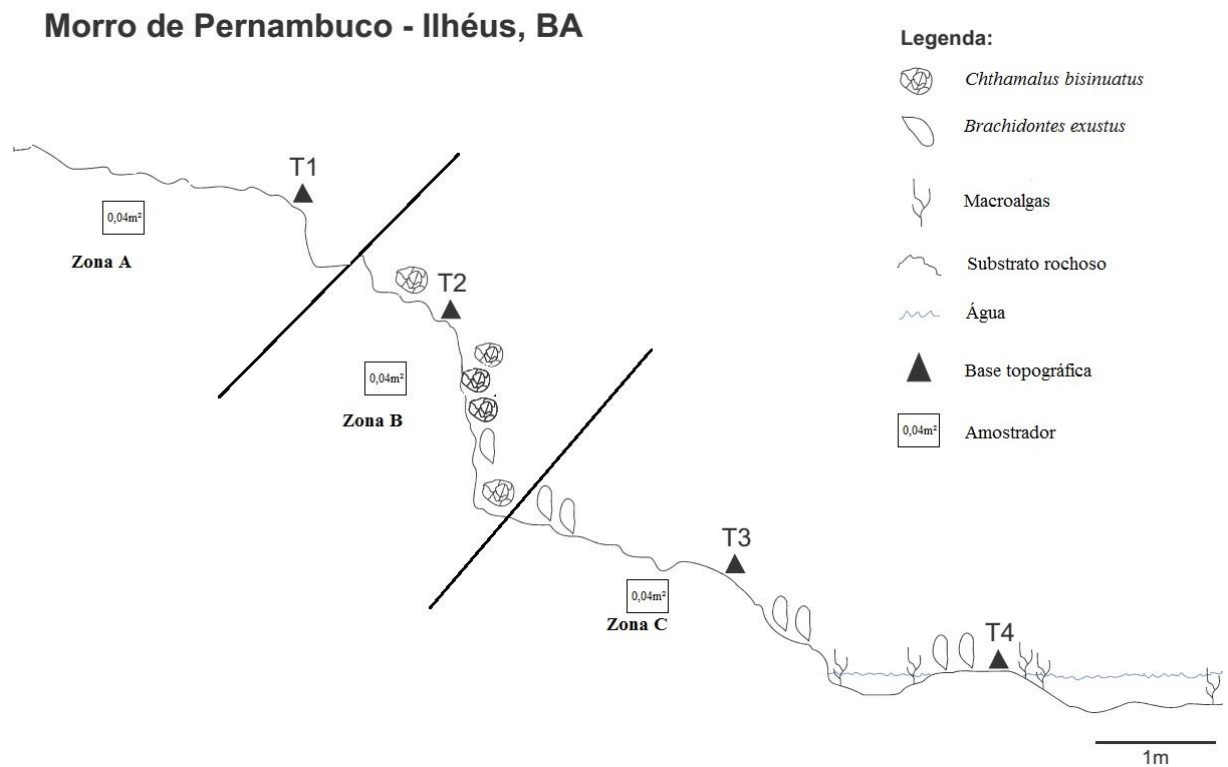 Morro de Pernambuco - Ilhéus, BA
Legenda:
Chthamalus bisinuatus
Brachidontes exustus
Macroalgas
Substrato rochoso
Água
Base topográfica
0,04m² Amostrador
T1
0,04m²
Zona A
T2
0,04m²
Zona B
T3
0,04m²
Zona C
T4
1m